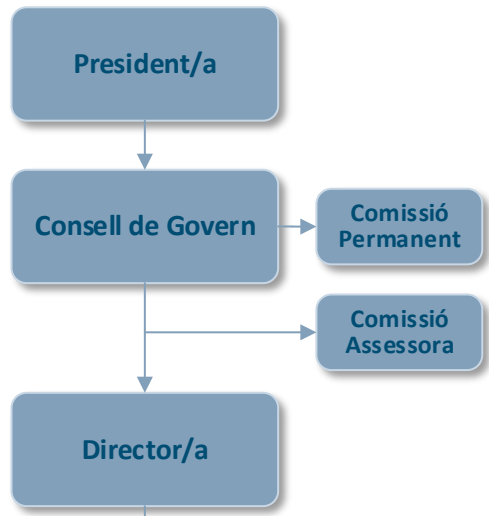 President/a
Consell de Govern
Comissió
Permanent
Comissió
Assessora
Director/a